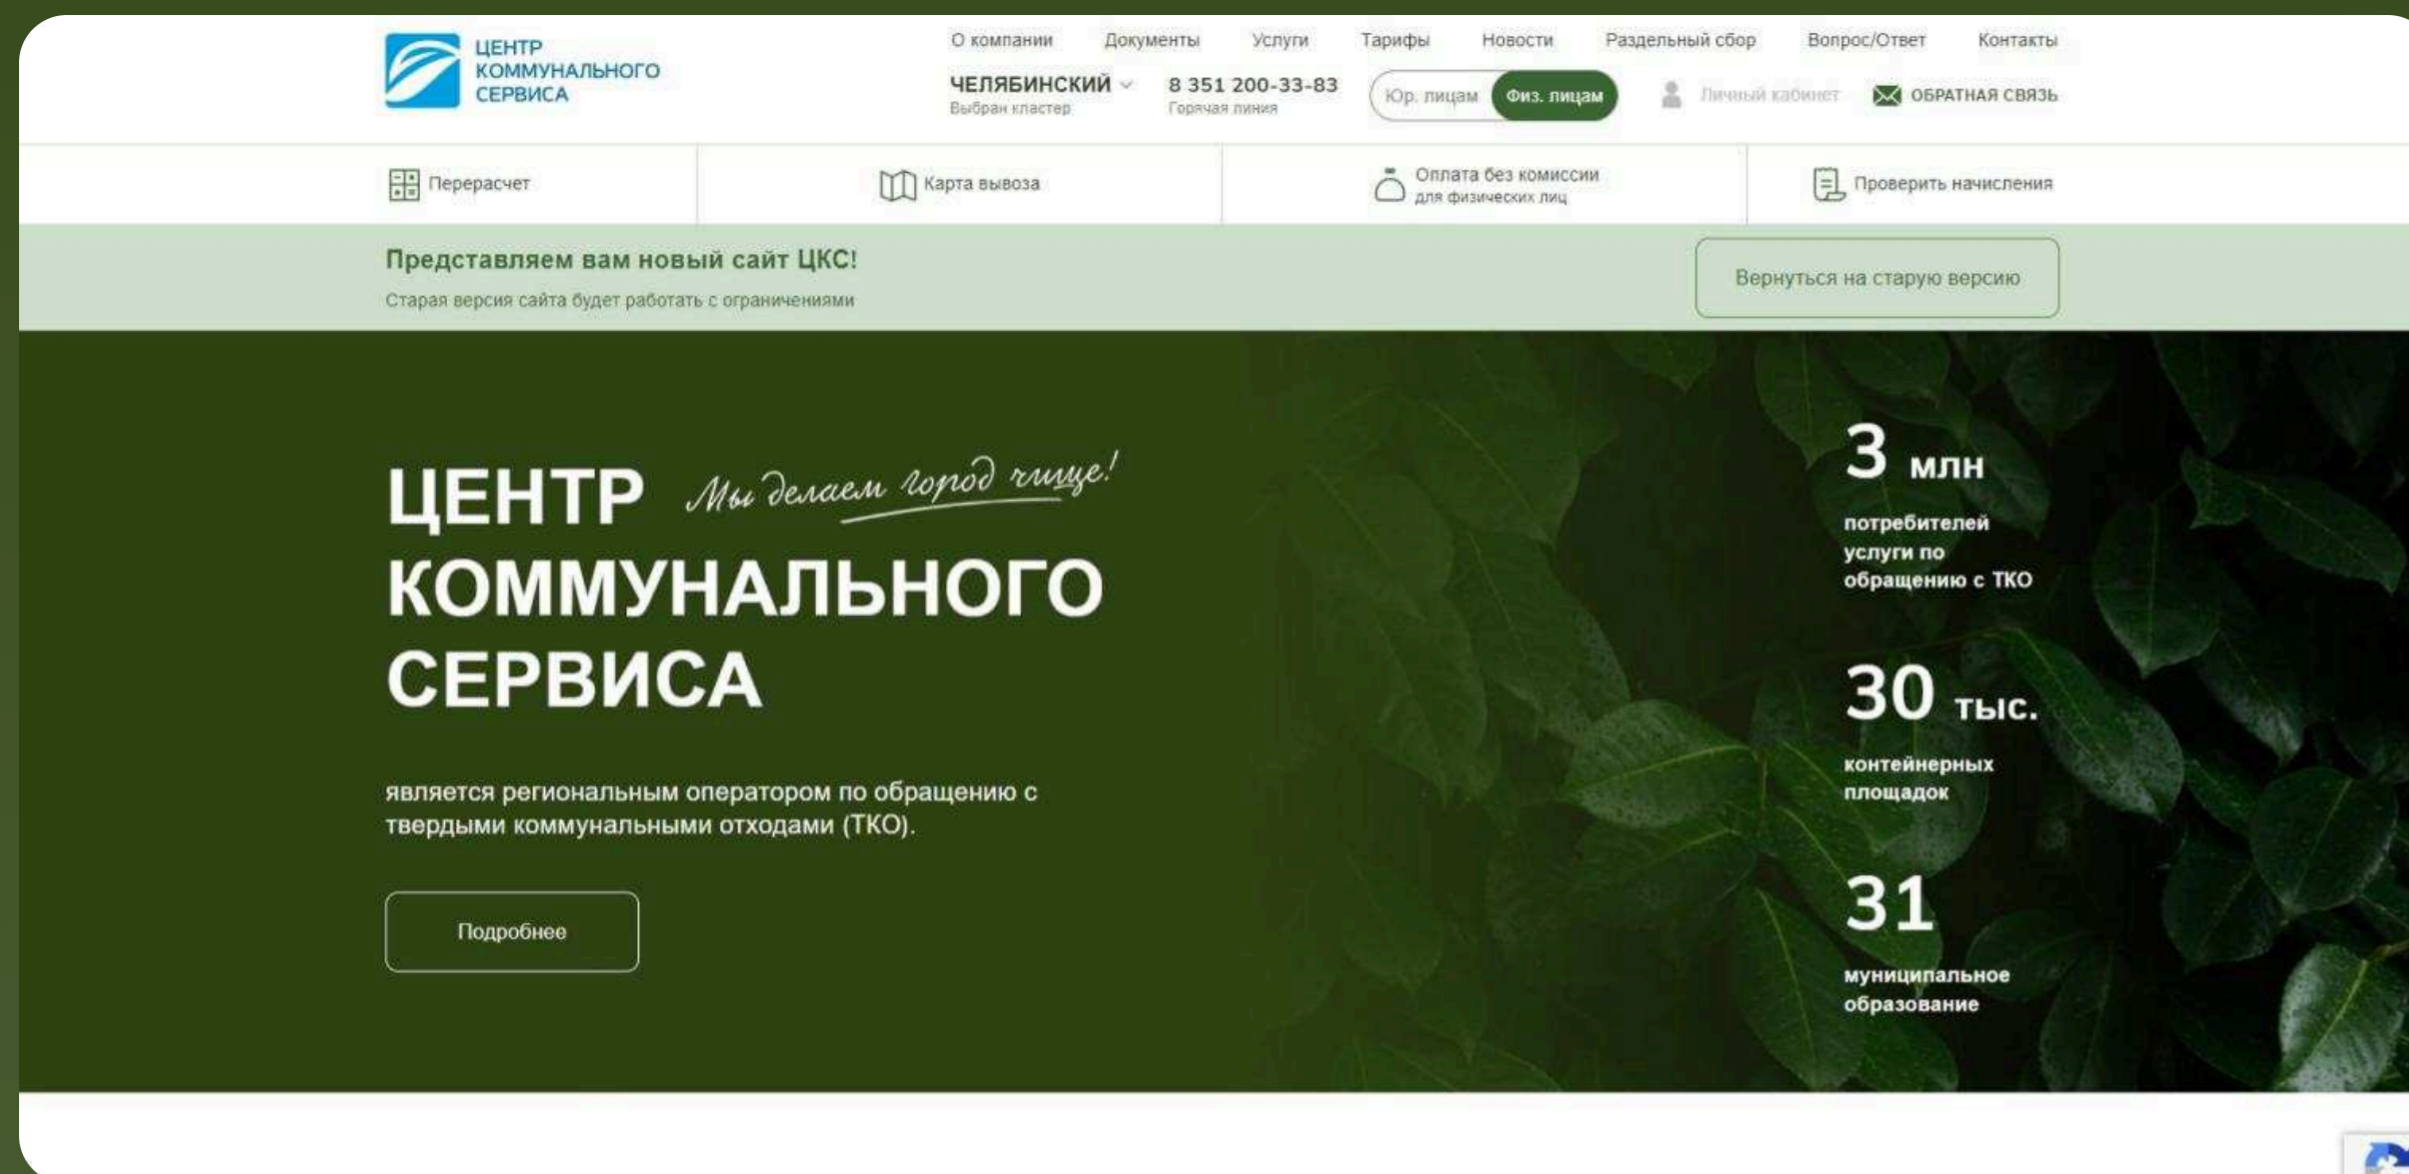 ЦЕНТР
КОММУНАЛЬНОГО
СЕРВИСА
О компании Документы Услуги Тарифы Новости Раздельный сбор Вопрос/Ответ Контакты
ЧЕЛЯБИНСКИЙ 8 351 200-33-83 Юр. лицам Физ. лицам Личный кабинет ОБРАТНАЯ СВЯЗЬ
Выбран кластер Горячая линия
Перерасчет Карта вывоза Оплата без комиссии Проверить начисления
для физических лиц
Представляем вам новый сайт ЦКС!
Старая версия сайта будет работать с ограничениями
Вернуться на старую версию
ЦЕНТР Мы делаем город чище!
КОММУНАЛЬНОГО
СЕРВИСА
является региональным оператором по обращению с
твердыми коммунальными отходами (ТКО).
Подробнее
3 млн
потребителей
услуги по
обращению с ТКО
30 тыс.
контейнерных
площадок
31
муниципальное
образование